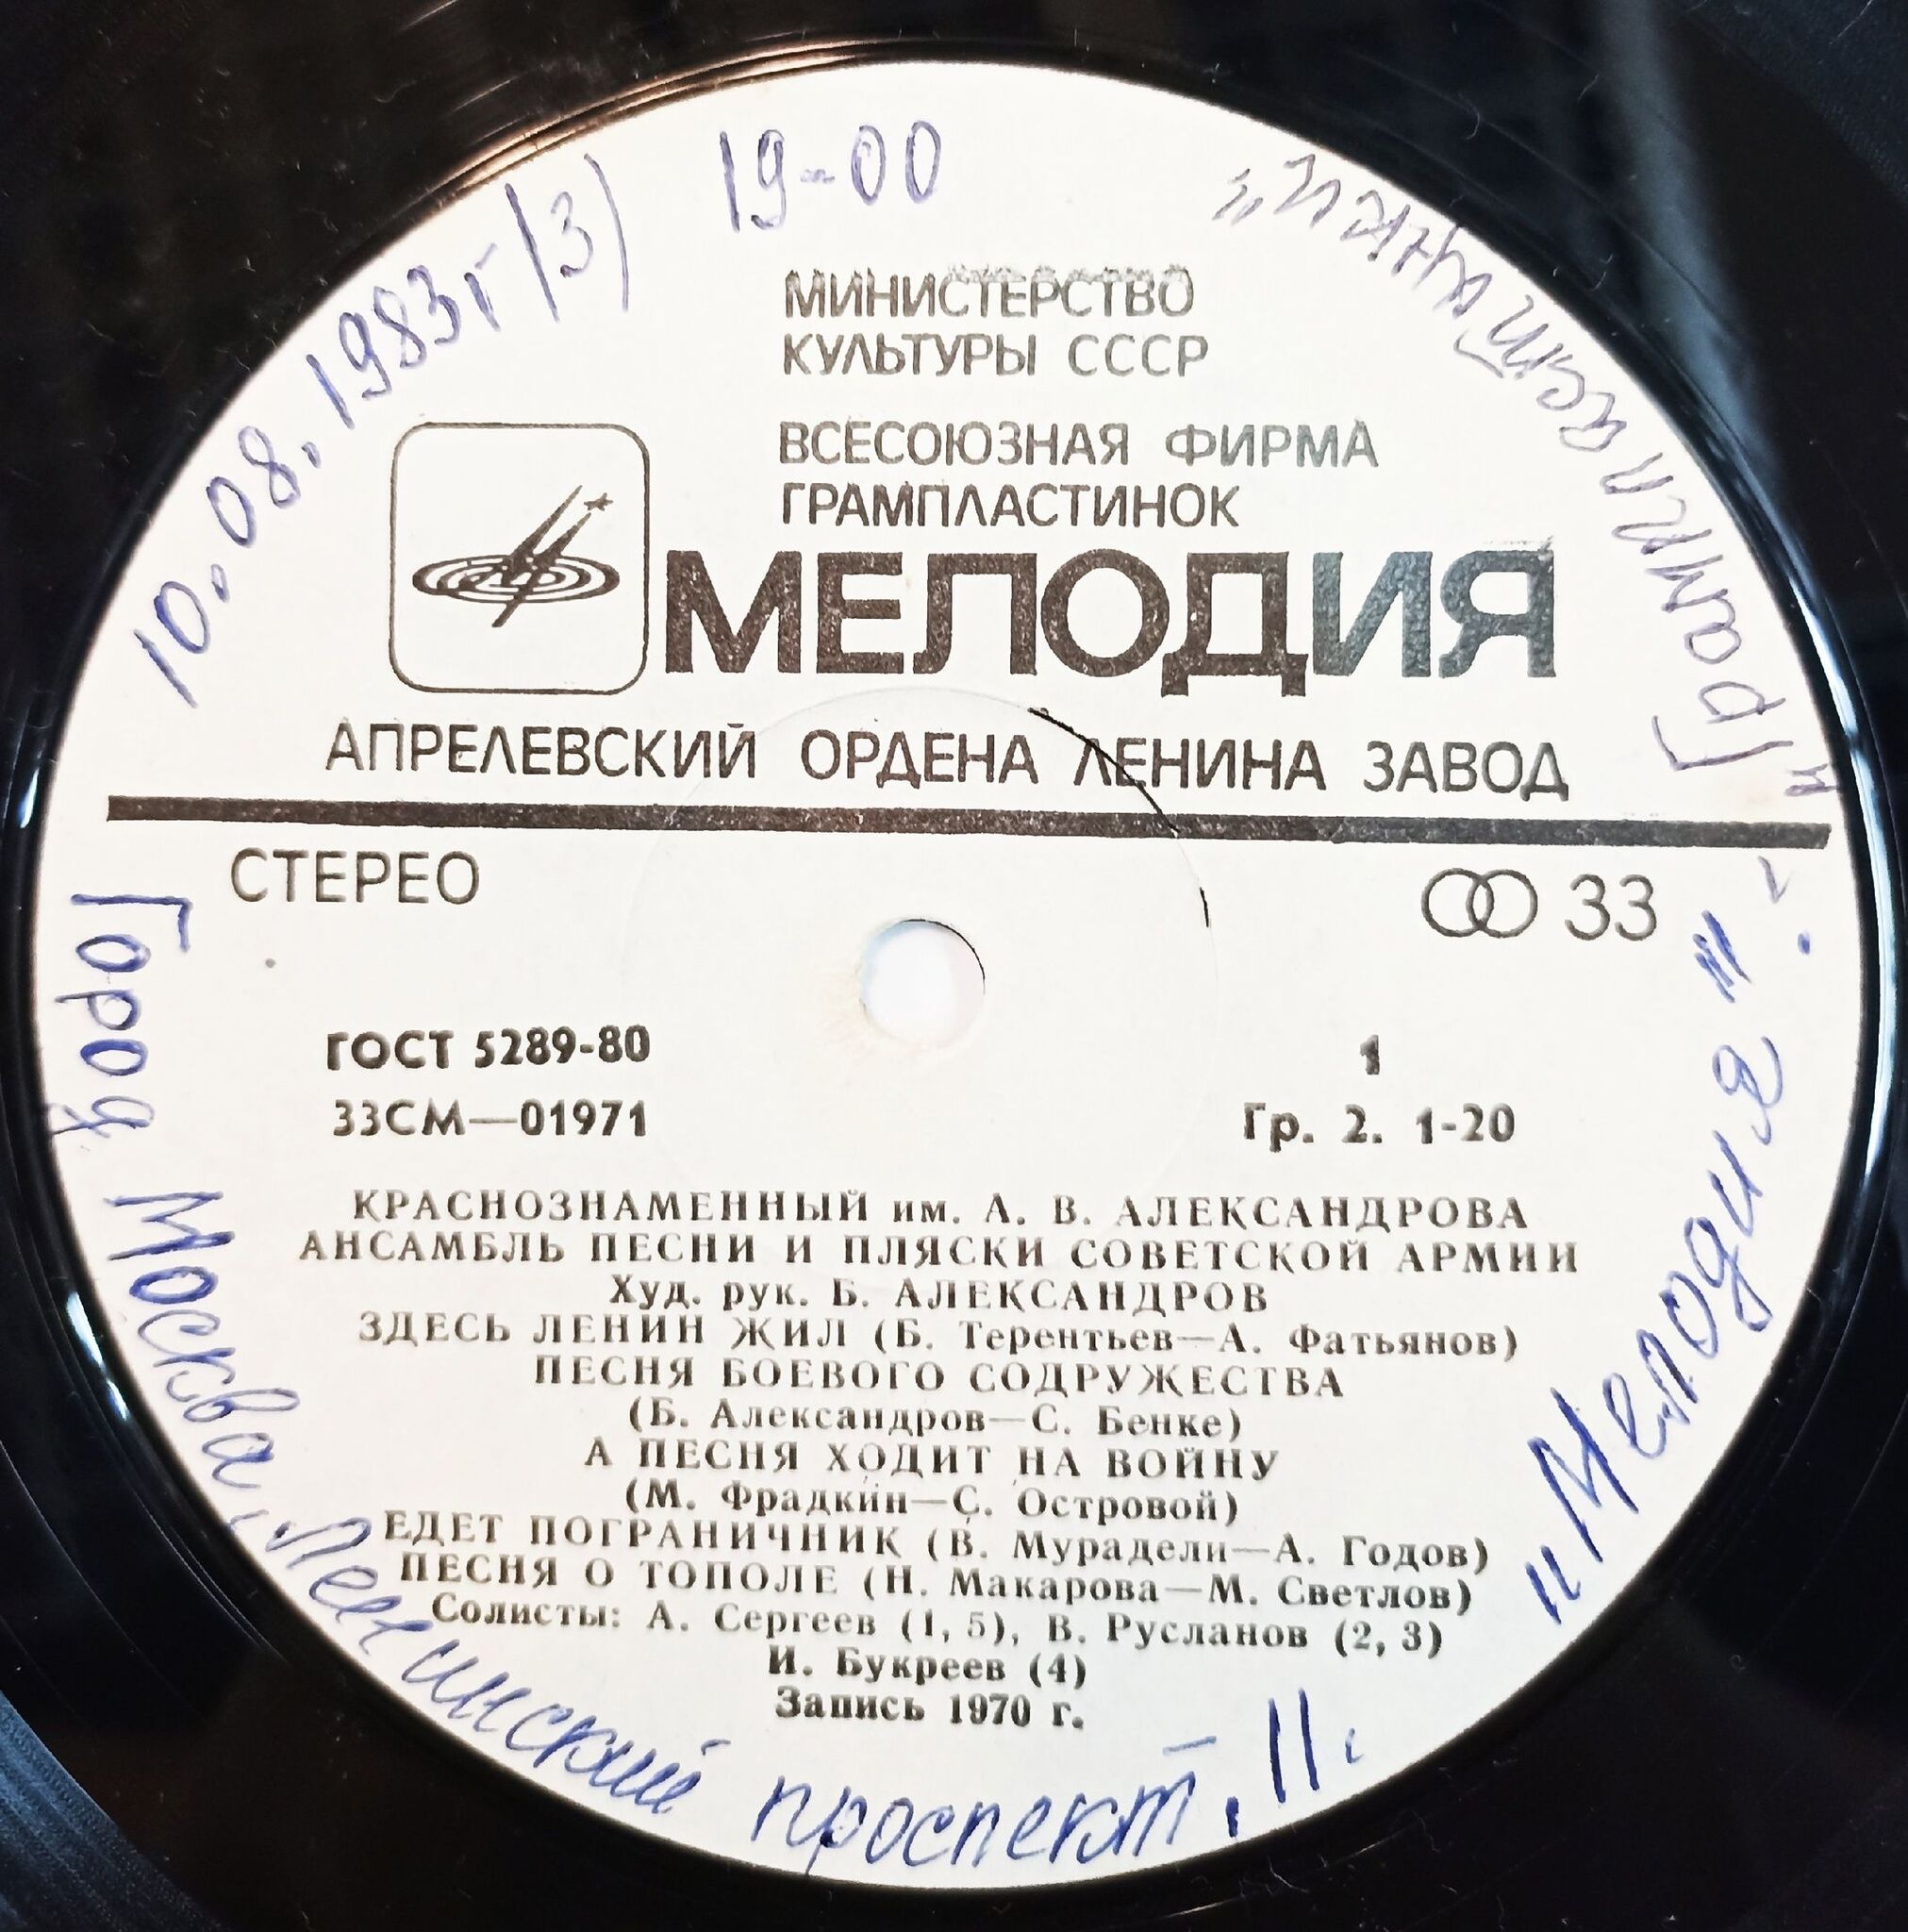 10.08.1983г (3) 19-00
„Грампластинки"
МИНИСТЕРСТВО
КУЛЬТУРЫ СССР
ВСЕСОЮЗНАЯ ФИРМА
ГРАМПЛАСТИНОК
МЕЛОДИЯ
АПРЕЛЕВСКИЙ ОРДЕНА ЛЕНИНА ЗАВОД
СТЕРЕО
33
ГОСТ 5289-80
1
33СМ—01971
Гр. 2. 1-20
КРАСНОЗНАМЕННЫЙ им. А. В. АЛЕКСАНДРОВА
АНСАМБЛЬ ПЕСНИ И ПЛЯСКИ СОВЕТСКОЙ АРМИИ
Худ. рук. Б. АЛЕКСАНДРОВ
ЗДЕСЬ ЛЕНИН ЖИЛ (Б. Терентьев—А. Фатьянов)
ПЕСНЯ БОЕВОГО СОДРУЖЕСТВА
(Б. Александров—С. Бенке)
А ПЕСНЯ ХОДИТ НА ВОЙНУ
(М. Фрадкин—С. Островой)
ЕДЕТ ПОГРАНИЧНИК (В. Мурадели—А. Годов)
ПЕСНЯ О ТОПОЛЕ (Н. Макарова—М. Светлов)
Солисты: А. Сергеев (1, 5), В. Русланов (2, 3)
И. Букреев (4)
Запись 1970 г.
Город Москва, Ленинский проспект, 11.
„Мелодия".